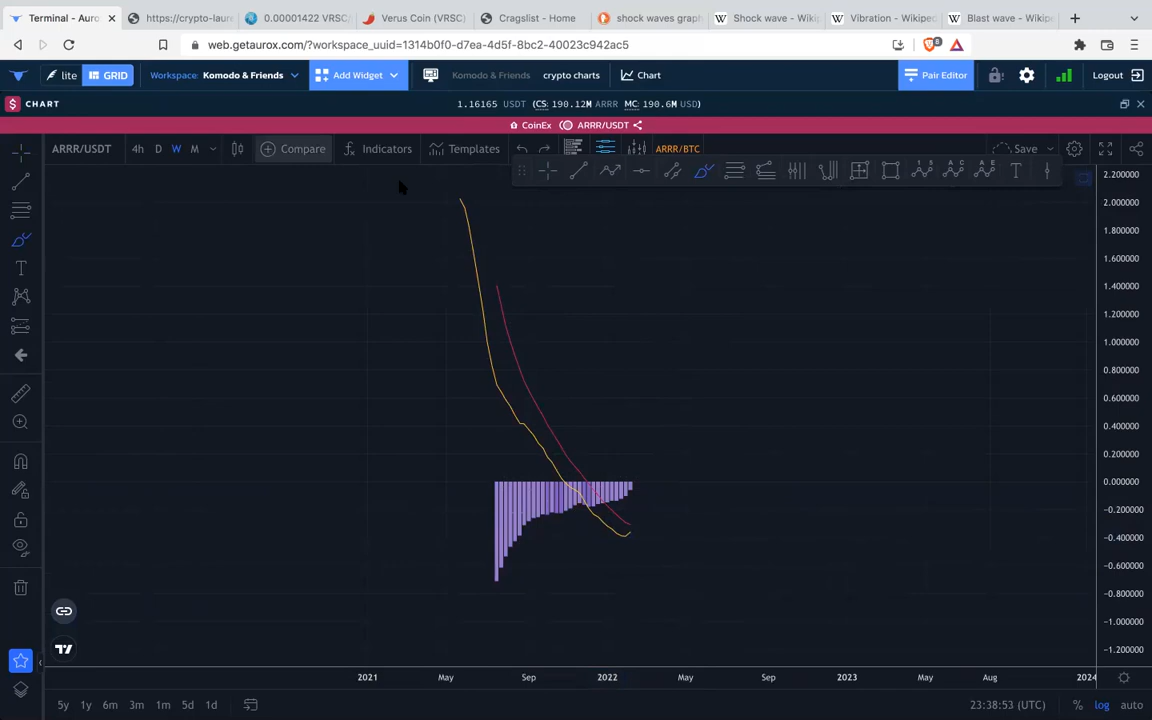 Terminal - Auro
https://crypto-laure
0.00001422 VRSC/
Verus Coin (VRSC)
Cragslist - Home
shock waves graph
Shock wave - Wikip
Vibration - Wikipec
Blast wave - Wikipe
web.getaurox.com/?workspace_uuid=1314b0f0-d7ea-4d5f-8bc2-40023c942ac5
lite
GRID
Workspace: Komodo & Friends
Add Widget
Komodo & Friends
crypto charts
Chart
Pair Editor
Logout
CHART
1.16165 USDT (CS: 190.12M ARRR MC: 190.6M USD)
CoinEx
ARRR/USDT
ARRR/USDT
4h
D
W
M
Compare
Indicators
Templates
ARRR/BTC
Save
2.200000
2.000000
1.800000
1.600000
1.400000
1.200000
1.000000
0.800000
0.600000
0.400000
0.200000
0.000000
−0.200000
−0.400000
−0.600000
−0.800000
−1.000000
−1.200000
2021
May
Sep
2022
May
Sep
2023
May
Aug
2024
5y
1y
6m
3m
1m
5d
1d
23:38:53 (UTC)
%
log
auto